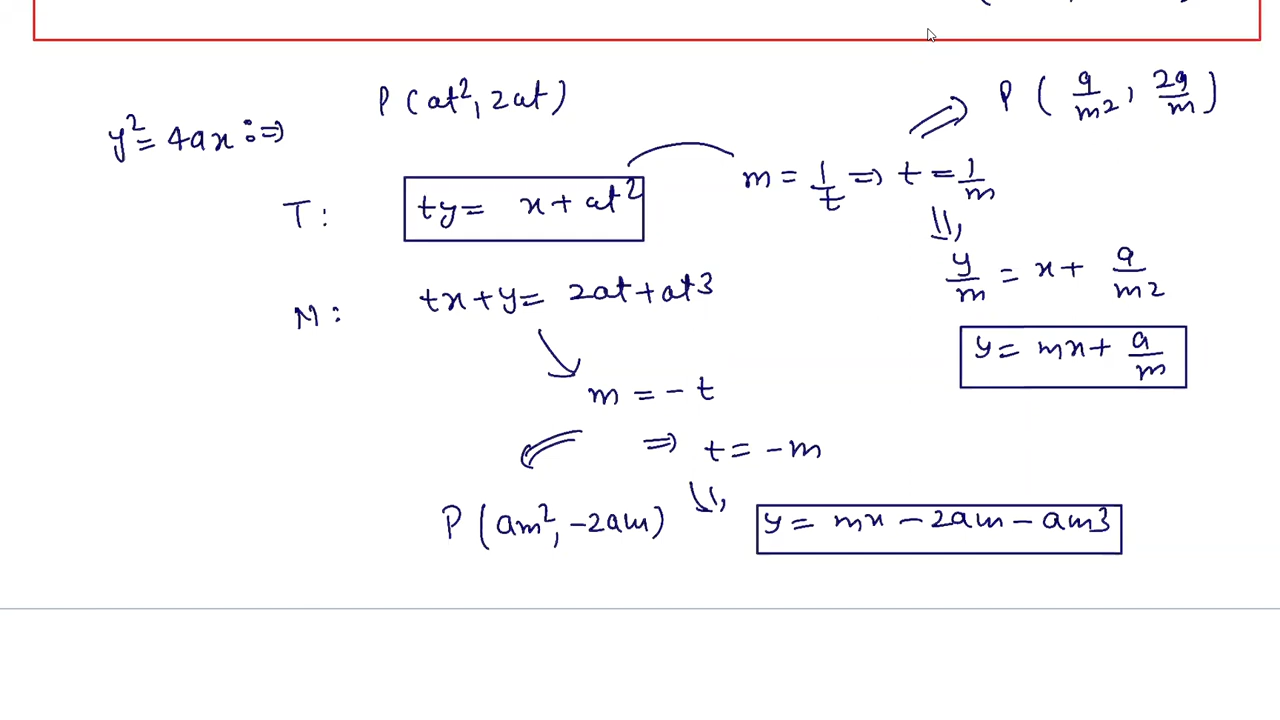 P(at², 2at)
y² = 4ax :⇒
P(a/m², 2a/m)
T: ty = x + at²
m = 1/t ⇒ t = 1/m
y/m = x + a/m²
N: tx + y = 2at + at3
y = mx + a/m
m = -t
⇒ t = -m
P(am², -2am)
y = mx - 2am - am3